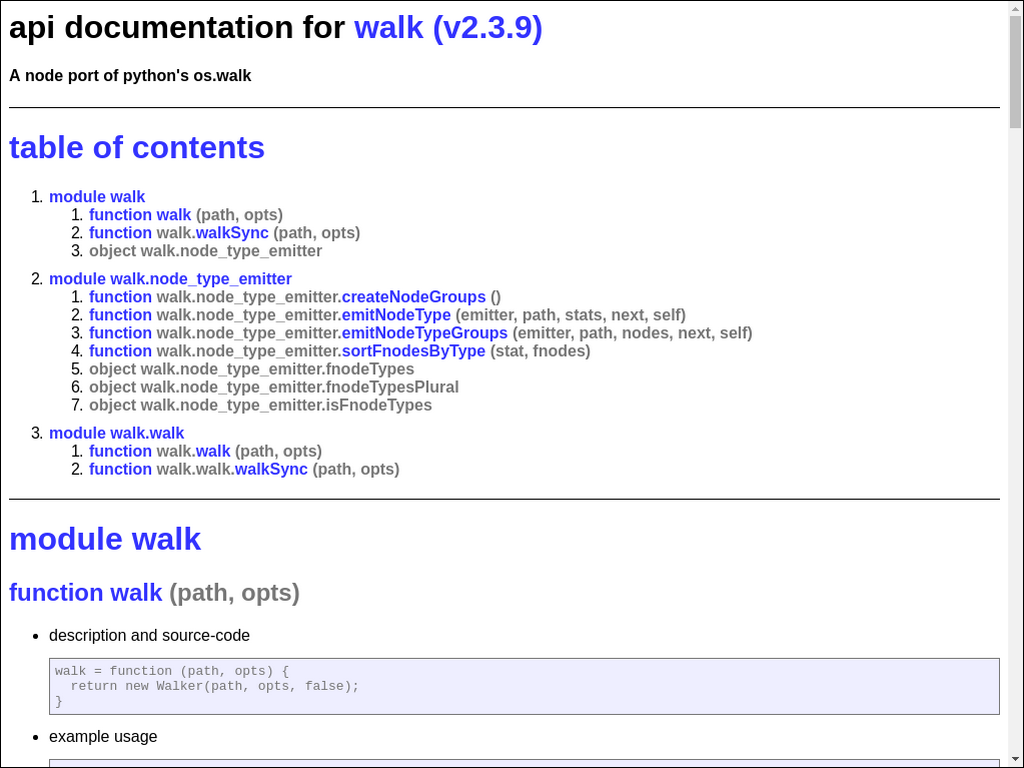 api documentation for walk (v2.3.9)
A node port of python's os.walk
table of contents
1. module walk
1. function walk (path, opts)
2. function walk.walkSync (path, opts)
3. object walk.node_type_emitter
2. module walk.node_type_emitter
1. function walk.node_type_emitter.createNodeGroups ()
2. function walk.node_type_emitter.emitNodeType (emitter, path, stats, next, self)
3. function walk.node_type_emitter.emitNodeTypeGroups (emitter, path, nodes, next, self)
4. function walk.node_type_emitter.sortFnodesByType (stat, fnodes)
5. object walk.node_type_emitter.fnodeTypes
6. object walk.node_type_emitter.fnodeTypesPlural
7. object walk.node_type_emitter.isFnodeTypes
3. module walk.walk
1. function walk.walk (path, opts)
2. function walk.walk.walkSync (path, opts)
module walk
function walk (path, opts)
• description and source-code
walk = function (path, opts) {
  return new Walker(path, opts, false);
}
• example usage